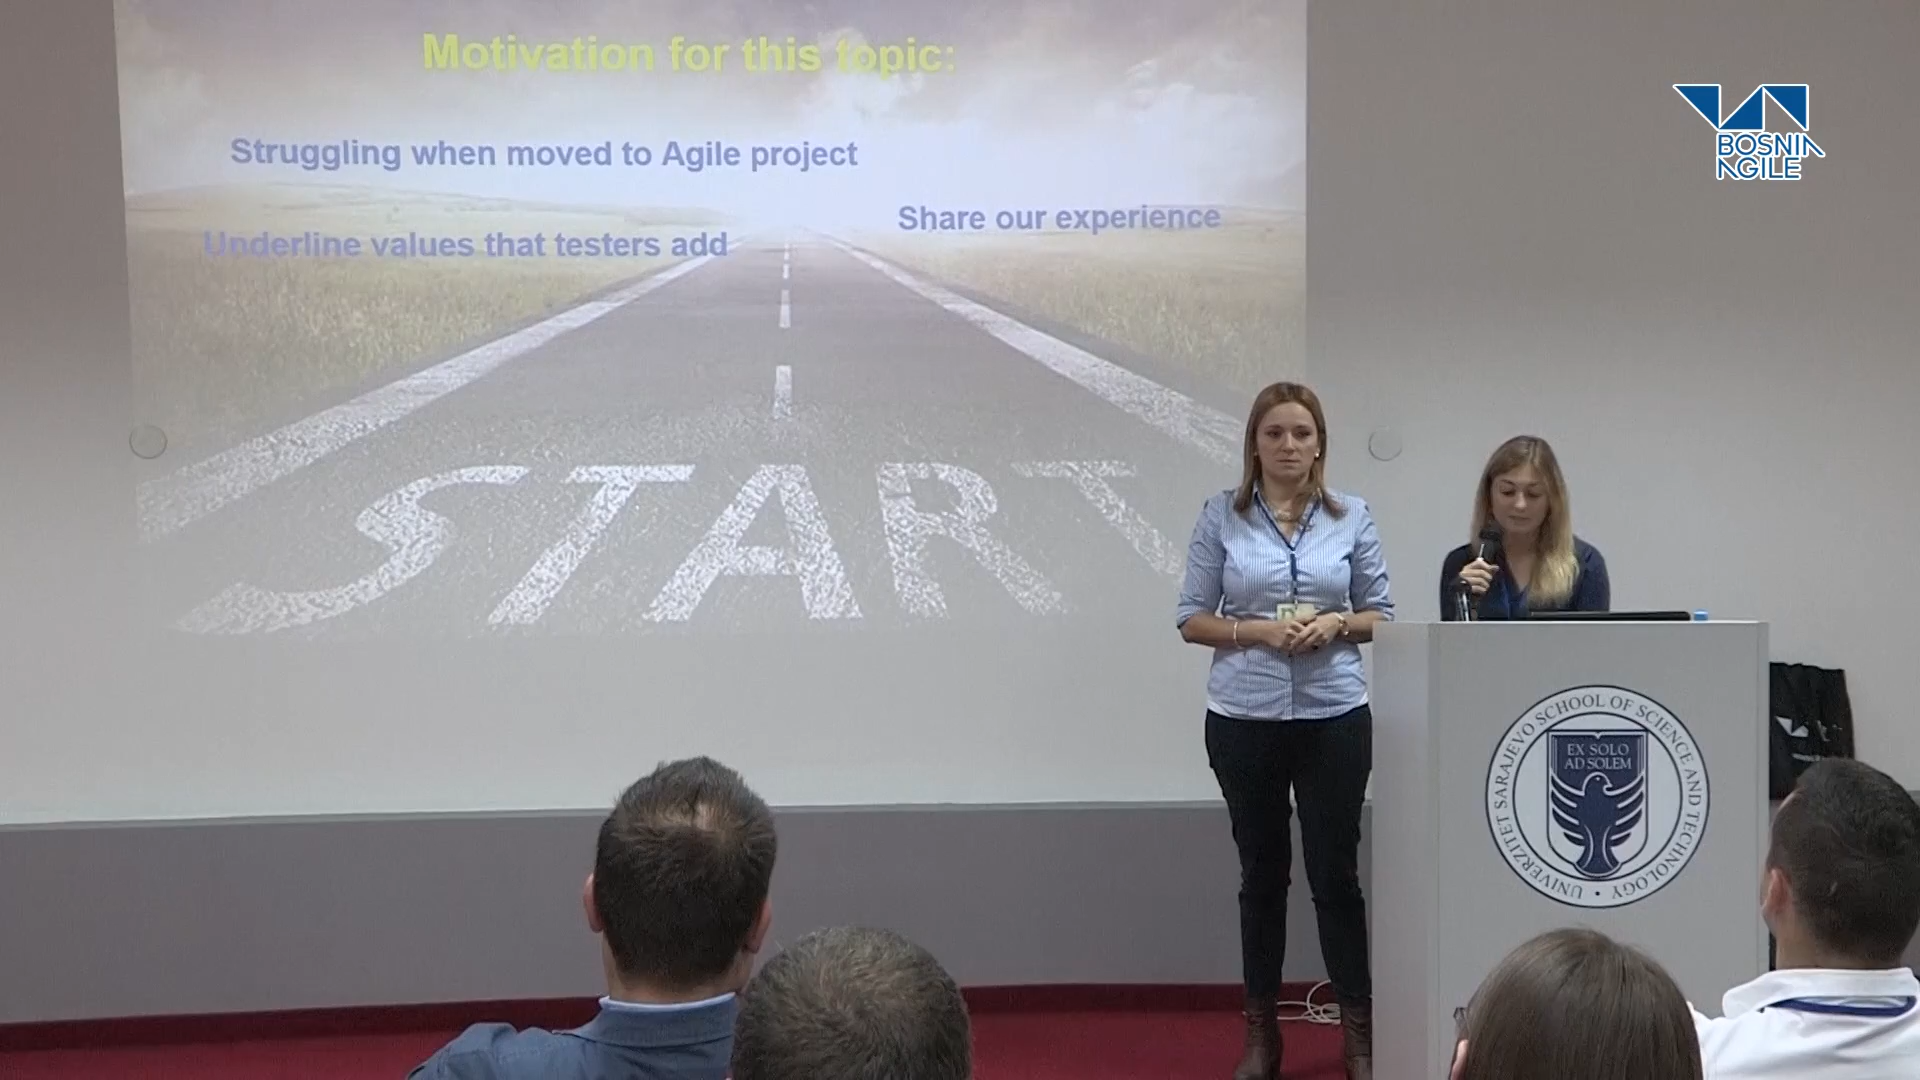 Motivation for this topic:
Struggling when moved to Agile project
Share our experience
Underline values that testers add
START
BOSNIA
AGILE
UNIVERZITET SARAJEVO SCHOOL OF SCIENCE AND TECHNOLOGY •
EX SOLO
AD SOLEM